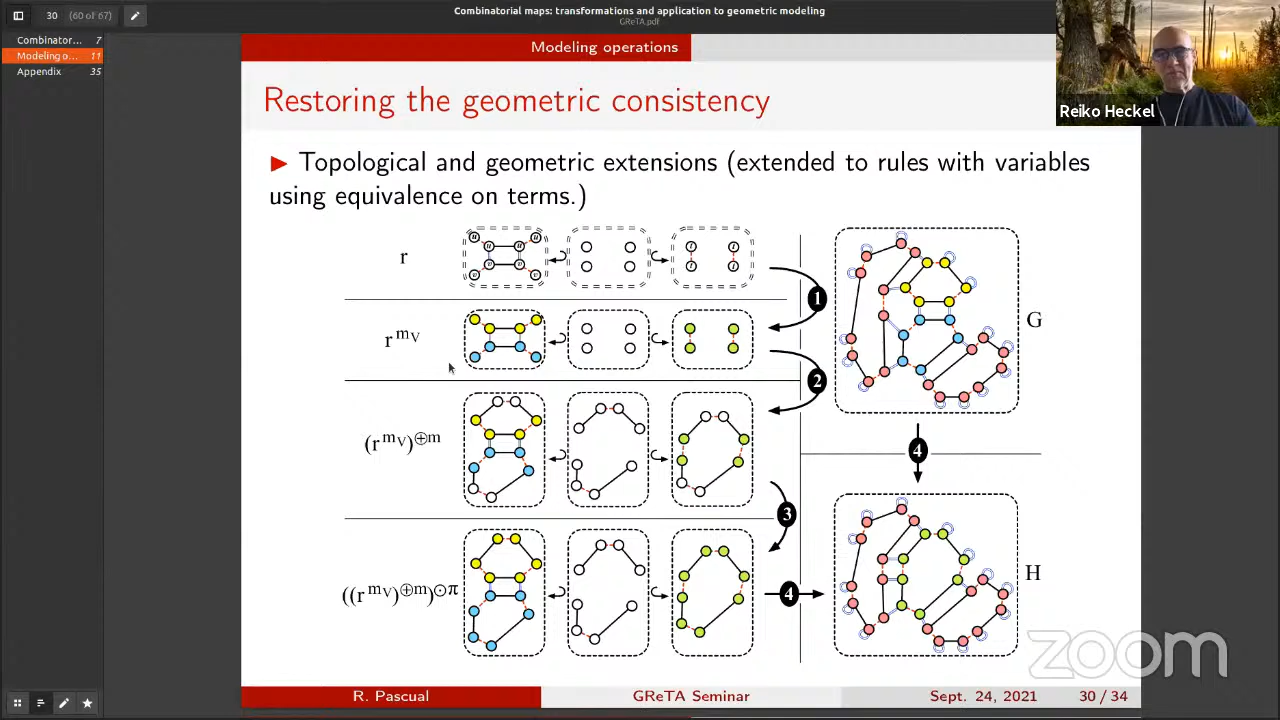 30 (60 of 67)
Combinatorial maps: transformations and application to geometric modeling
GReTA.pdf
Combinator... 7
Modeling o... 11
Appendix 35
Reiko Heckel
Modeling operations
Restoring the geometric consistency
▶ Topological and geometric extensions (extended to rules with variables
using equivalence on terms.)
r
u u u u
v v v v
t t t t
1
r^mV
G
2
(r^mV)^⊕m
4
3
((r^mV)^⊕m)^⊙π
4
H
zoom
R. Pascual GReTA Seminar Sept. 24, 2021 30 / 34